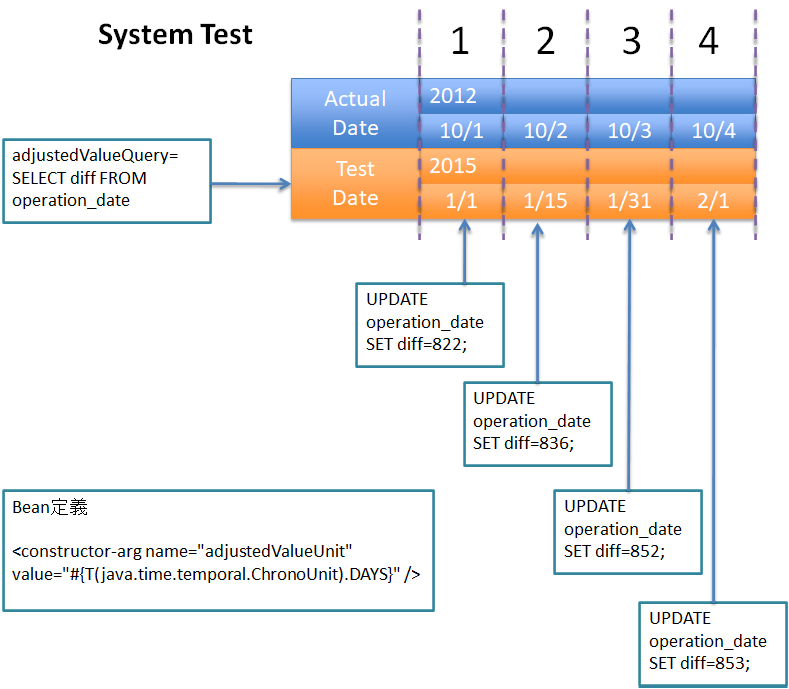 System Test
1 2 3 4
Actual
Date
2012
10/1 10/2 10/3 10/4
adjustedValueQuery=
SELECT diff FROM
operation_date
Test
Date
2015
1/1 1/15 1/31 2/1
UPDATE
operation_date
SET diff=822;
UPDATE
operation_date
SET diff=836;
UPDATE
operation_date
SET diff=852;
UPDATE
operation_date
SET diff=853;
Bean定義
<constructor-arg name="adjustedValueUnit"
value="#{T(java.time.temporal.ChronoUnit).DAYS}" />